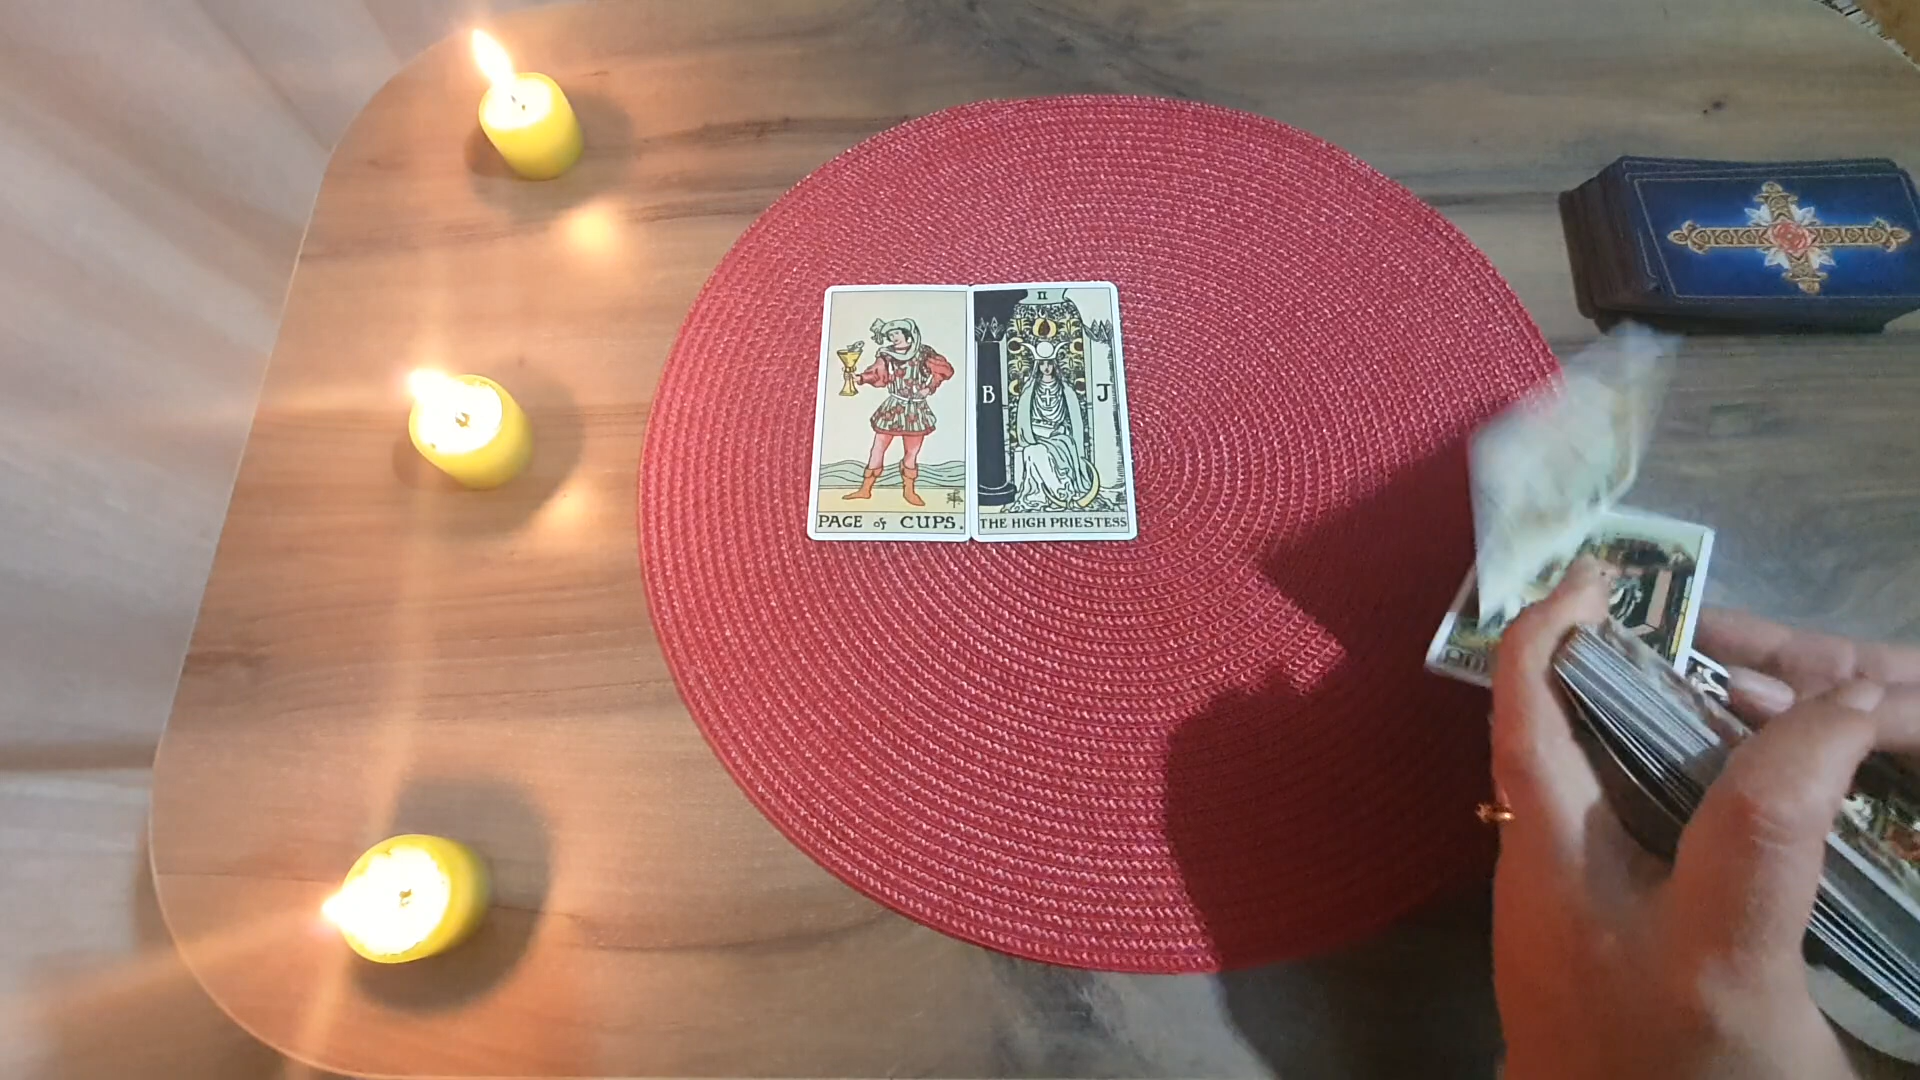 PAGE of CUPS.
II
B J
THE HIGH PRIESTESS